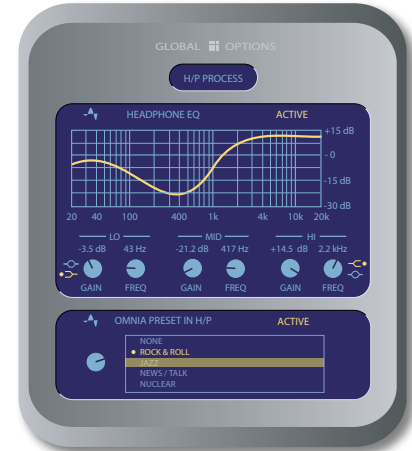 GLOBAL OPTIONS
H/P PROCESS
HEADPHONE EQ ACTIVE
+15 dB
- 0
-15 dB
-30 dB
20 40 100 400 1k 4k 10k 20k
LO MID HI
-3.5 dB 43 Hz -21.2 dB 417 Hz +14.5 dB 2.2 kHz
GAIN FREQ GAIN FREQ GAIN FREQ
OMNIA PRESET IN H/P ACTIVE
NONE
ROCK & ROLL
JAZZ
NEWS / TALK
NUCLEAR